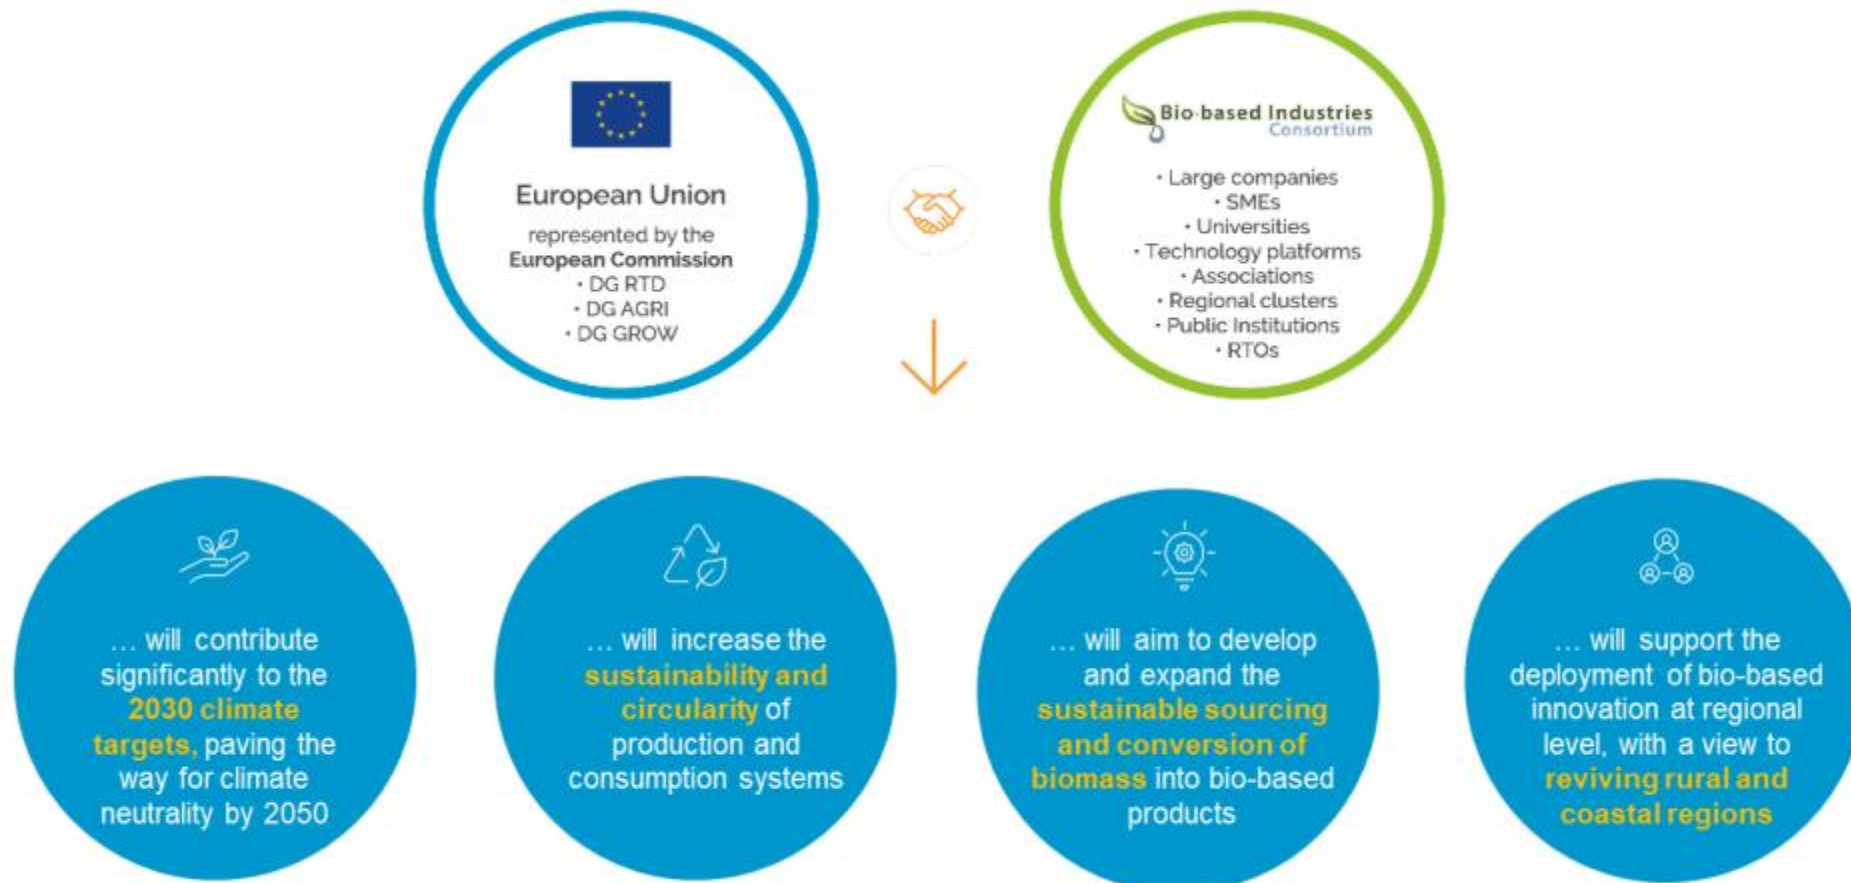 European Union
represented by the
European Commission
• DG RTD
• DG AGRI
• DG GROW
Bio-based Industries
Consortium
• Large companies
• SMEs
• Universities
• Technology platforms
• Associations
• Regional clusters
• Public Institutions
• RTOs
... will contribute
significantly to the
2030 climate
targets, paving the
way for climate
neutrality by 2050
... will increase the
sustainability and
circularity of
production and
consumption systems
... will aim to develop
and expand the
sustainable sourcing
and conversion of
biomass into bio-based
products
... will support the
deployment of bio-based
innovation at regional
level, with a view to
reviving rural and
coastal regions